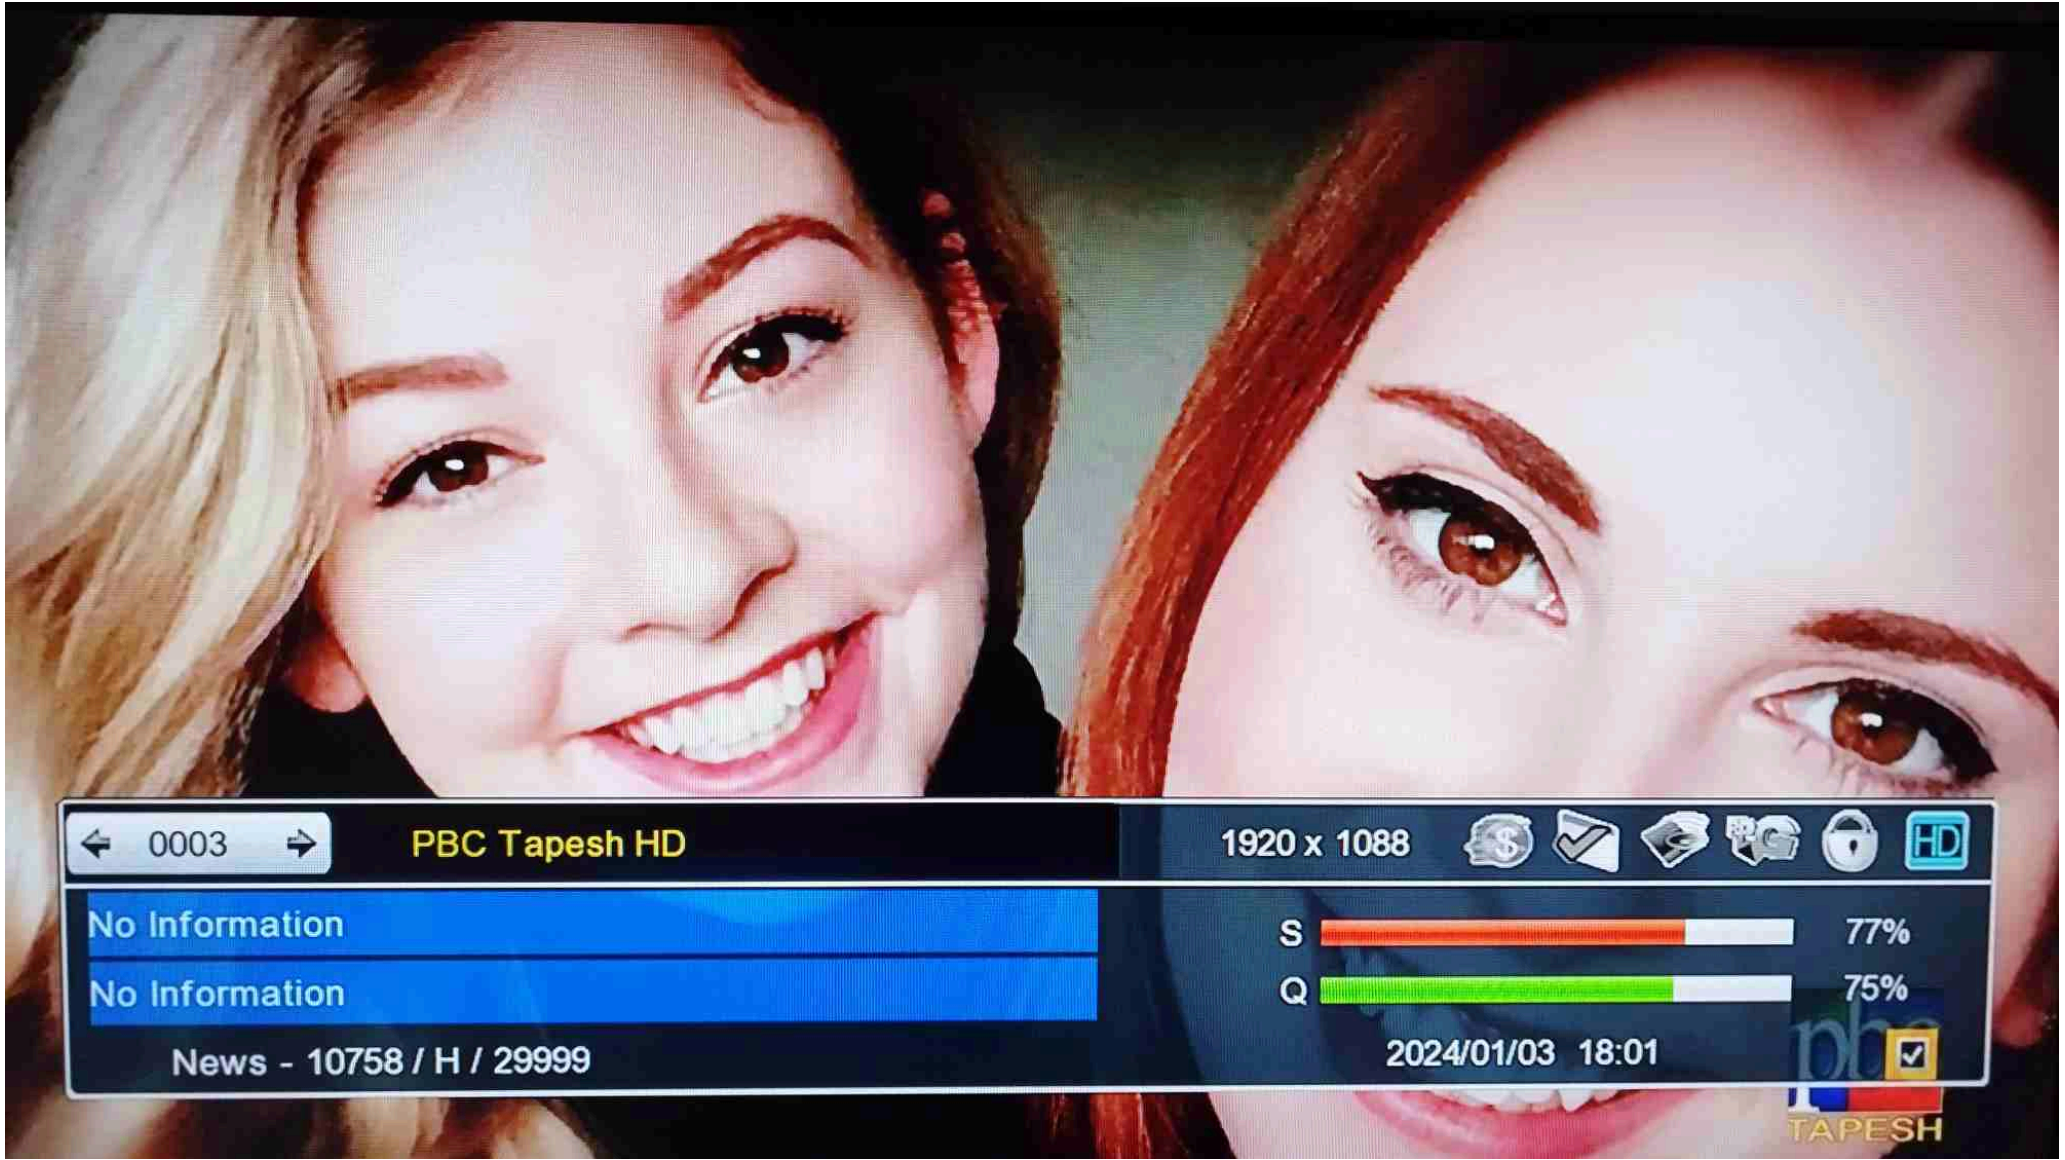 0003
PBC Tapesh HD
1920 x 1088
HD
No Information
S 77%
No Information
Q 75%
News - 10758 / H / 29999
2024/01/03 18:01
pbc
TAPESH